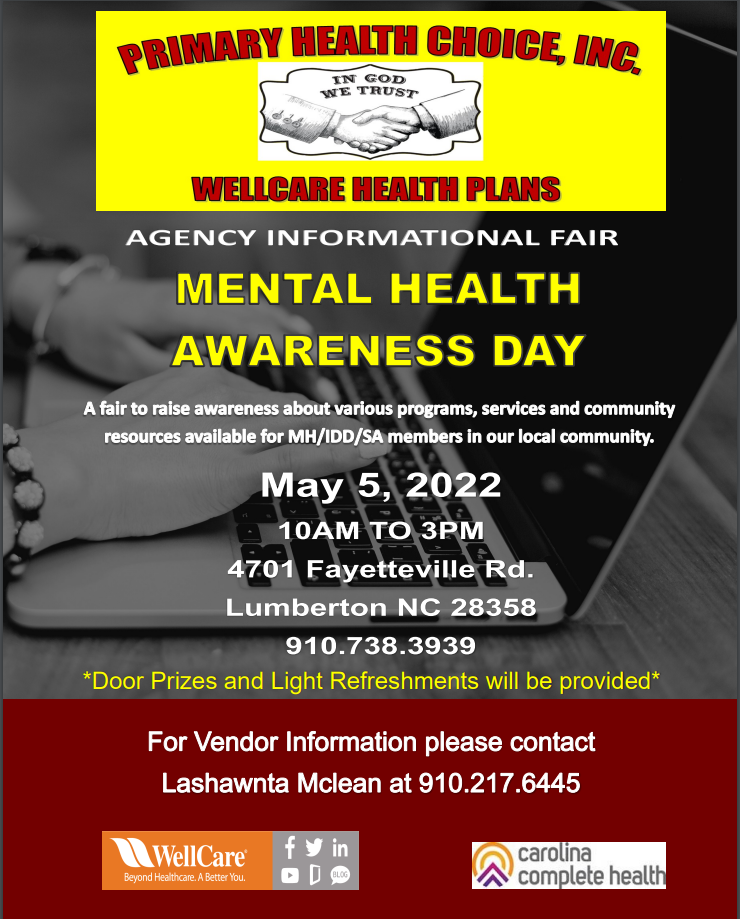 PRIMARY HEALTH CHOICE, INC.
IN GOD
WE TRUST
WELLCARE HEALTH PLANS
AGENCY INFORMATIONAL FAIR
MENTAL HEALTH
AWARENESS DAY
A fair to raise awareness about various programs, services and community
resources available for MH/IDD/SA members in our local community.
May 5, 2022
10AM TO 3PM
4701 Fayetteville Rd.
Lumberton NC 28358
910.738.3939
*Door Prizes and Light Refreshments will be provided*
For Vendor Information please contact
Lashawnta Mclean at 910.217.6445
WellCare®
Beyond Healthcare. A Better You.
BLOG
carolina
complete health